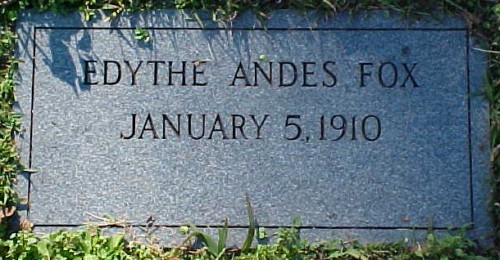 EDYTHE ANDES FOX
JANUARY 5, 1910